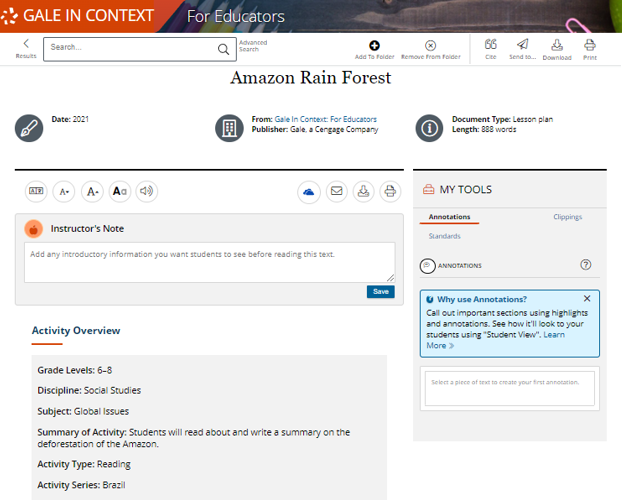 GALE IN CONTEXT For Educators
Results
Search...
Advanced
Search
Add To Folder
Remove From Folder
Cite
Send to...
Download
Print
Amazon Rain Forest
Date: 2021
From: Gale In Context: For Educators
Publisher: Gale, a Cengage Company
Document Type: Lesson plan
Length: 888 words
A A A
MY TOOLS
Annotations
Clippings
Standards
ANNOTATIONS ?
Instructor's Note
Add any introductory information you want students to see before reading this text.
Save
Why use Annotations?
Call out important sections using highlights
and annotations. See how it'll look to your
students using "Student View". Learn
More
Select a piece of text to create your first annotation.
Activity Overview
Grade Levels: 6–8
Discipline: Social Studies
Subject: Global Issues
Summary of Activity: Students will read about and write a summary on the
deforestation of the Amazon.
Activity Type: Reading
Activity Series: Brazil